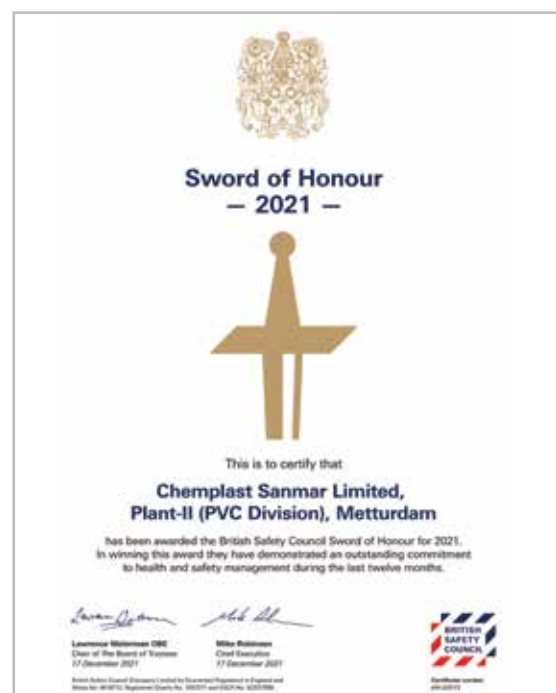 Sword of Honour
— 2021 —
This is to certify that
Chemplast Sanmar Limited,
Plant-II (PVC Division), Metturdam
has been awarded the British Safety Council Sword of Honour for 2021.
In winning this award they have demonstrated an outstanding commitment
to health and safety management during the last twelve months.
Lawrence Waterman OBE
Chair of The Board of Trustees
17 December 2021
Mike Robinson
Chief Executive
17 December 2021
BRITISH
SAFETY
COUNCIL
Certificate number